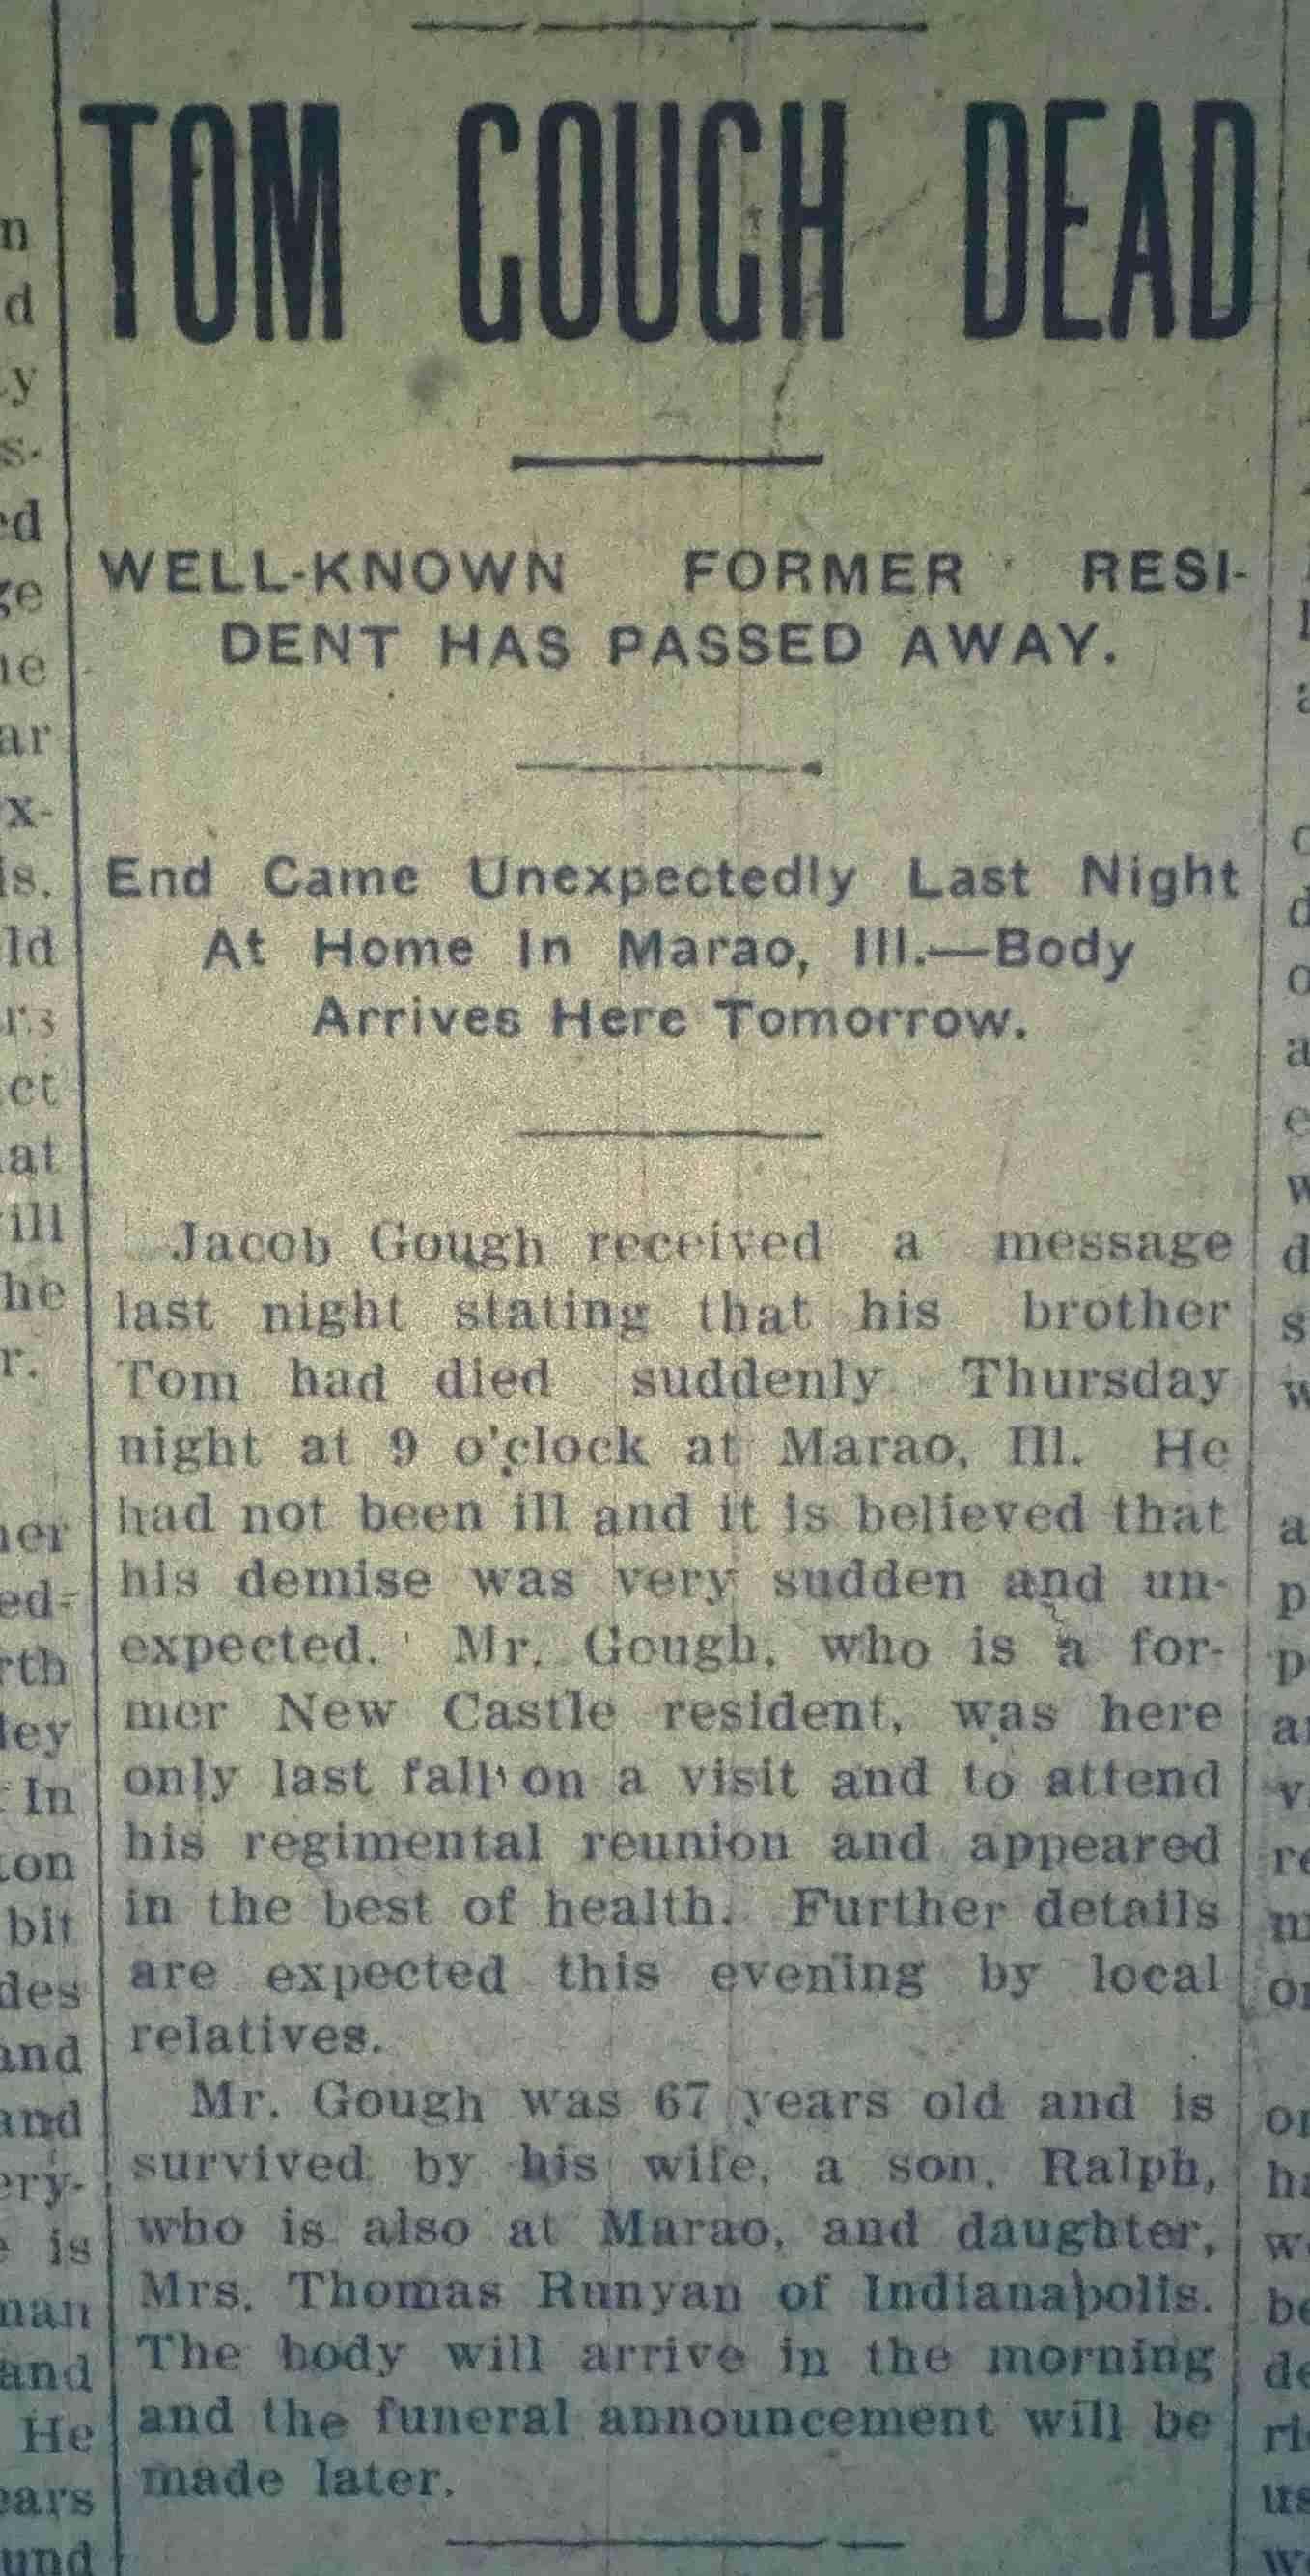 TOM GOUGH DEAD
WELL-KNOWN FORMER RESI-
DENT HAS PASSED AWAY.
End Came Unexpectedly Last Night
At Home In Marao, Ill.—Body
Arrives Here Tomorrow.
Jacob Gough received a message
last night stating that his brother
Tom had died suddenly Thursday
night at 9 o'clock at Marao, Ill. He
had not been ill and it is believed that
his demise was very sudden and un-
expected. Mr. Gough, who is a for-
mer New Castle resident, was here
only last fall on a visit and to attend
his regimental reunion and appeared
in the best of health. Further details
are expected this evening by local
relatives.
Mr. Gough was 67 years old and is
survived by his wife, a son, Ralph,
who is also at Marao, and daughter,
Mrs. Thomas Runyan of Indianapolis.
The body will arrive in the morning
and the funeral announcement will be
made later.